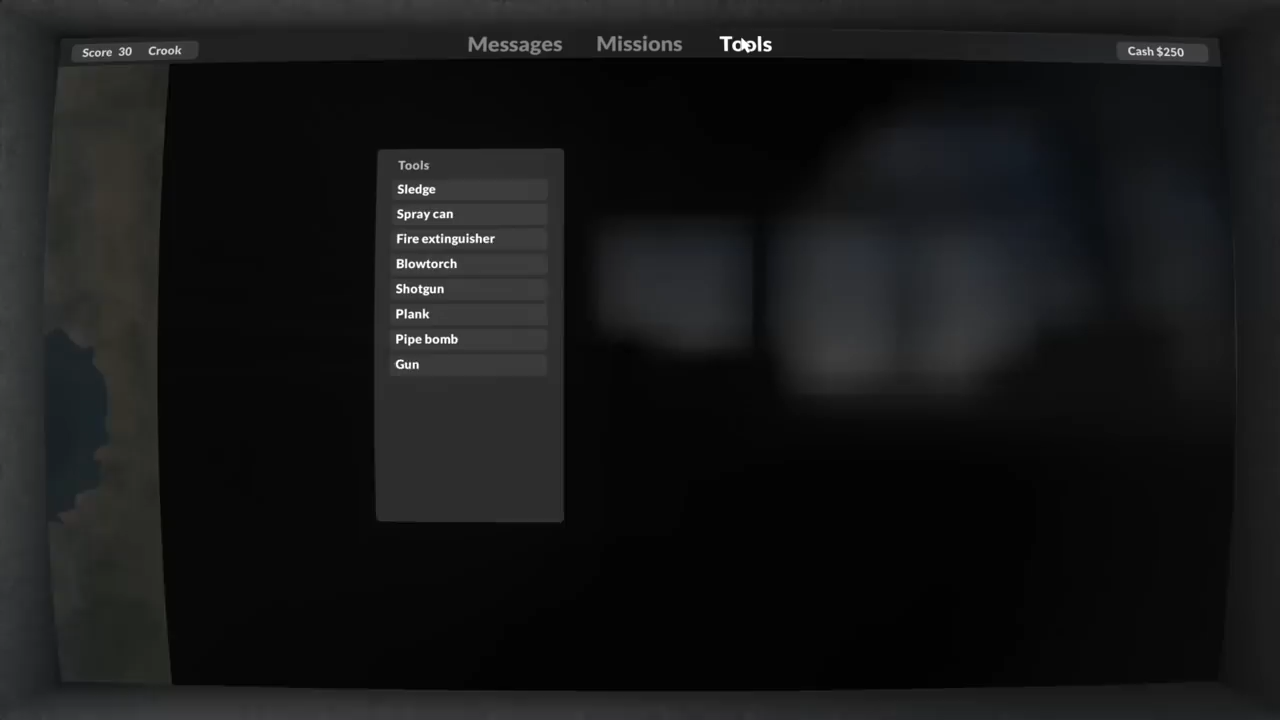 Score 30 Crook
Messages Missions Tools
Cash $250
Tools
Sledge
Spray can
Fire extinguisher
Blowtorch
Shotgun
Plank
Pipe bomb
Gun